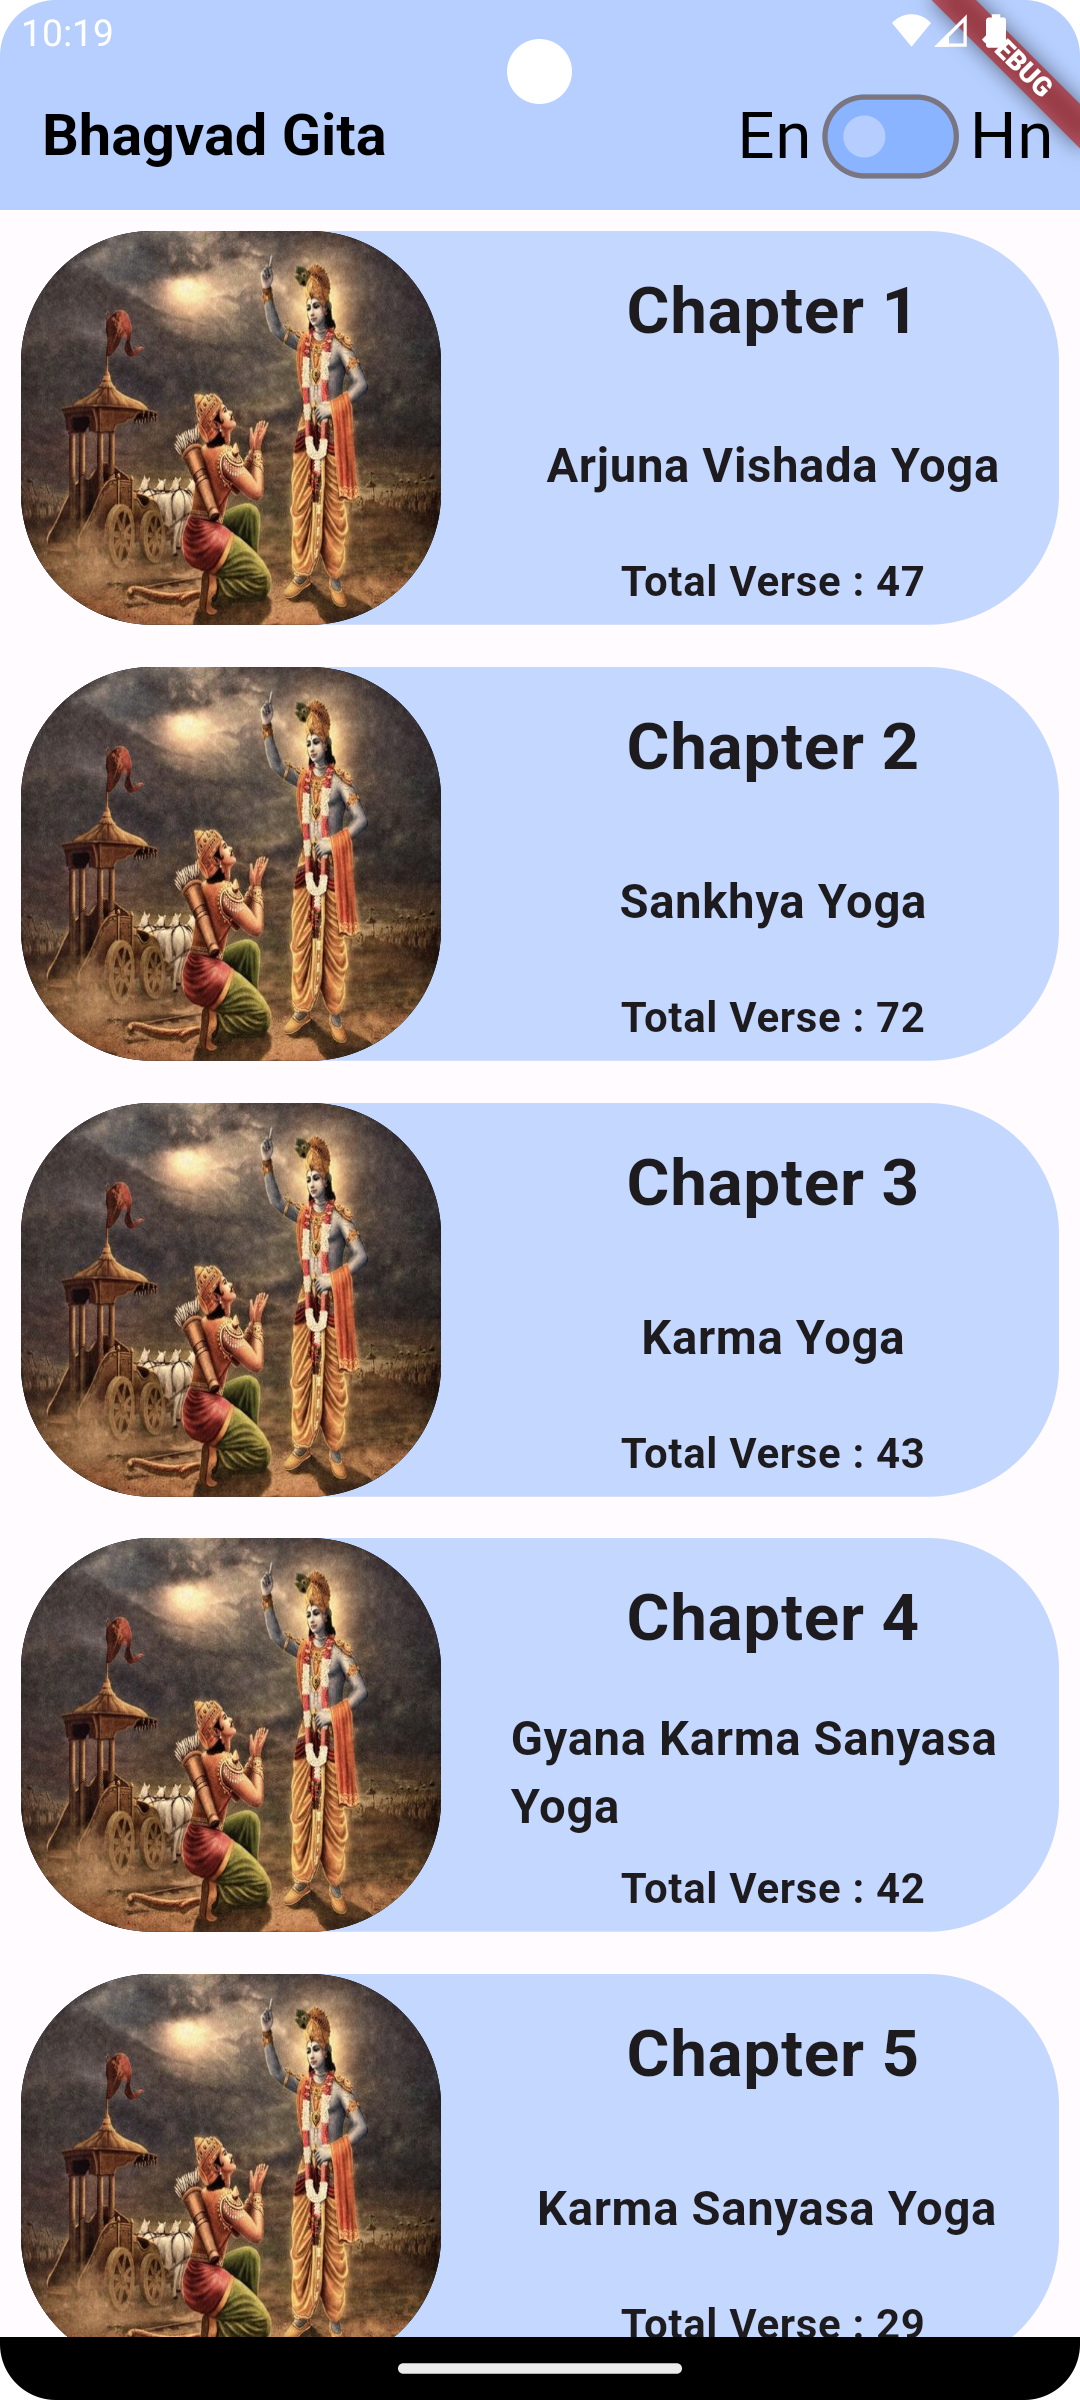 10:19
EBUG
Bhagvad Gita
En Hn
Chapter 1
Arjuna Vishada Yoga
Total Verse : 47
Chapter 2
Sankhya Yoga
Total Verse : 72
Chapter 3
Karma Yoga
Total Verse : 43
Chapter 4
Gyana Karma Sanyasa
Yoga
Total Verse : 42
Chapter 5
Karma Sanyasa Yoga
Total Verse : 29